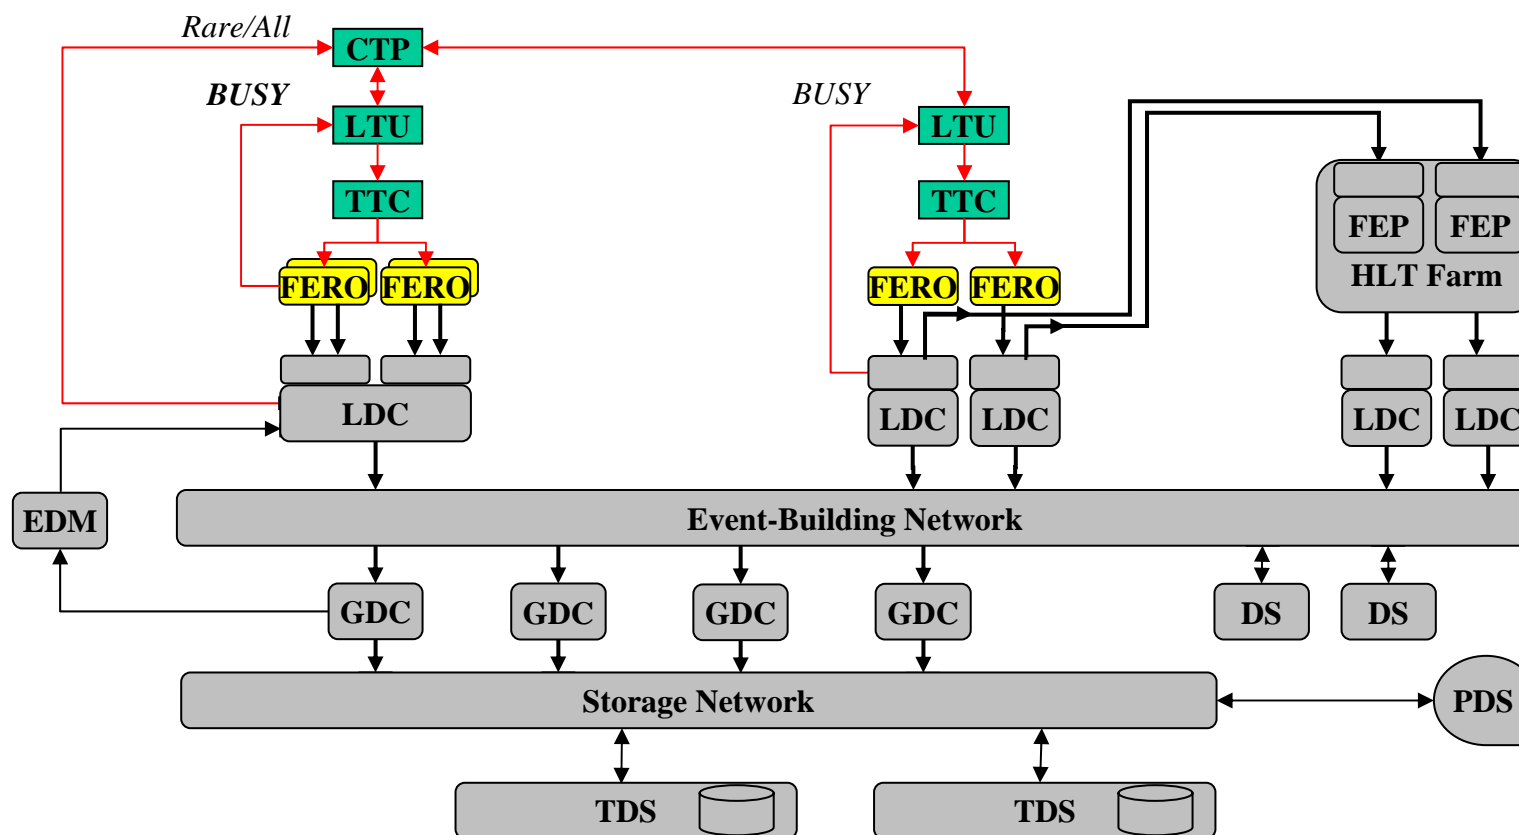 Rare/All
CTP
BUSY
BUSY
LTU
LTU
TTC
TTC
FEP
FEP
HLT Farm
FERO
FERO
FERO
FERO
LDC
LDC
LDC
LDC
LDC
EDM
Event-Building Network
GDC
GDC
GDC
GDC
DS
DS
Storage Network
PDS
TDS
TDS